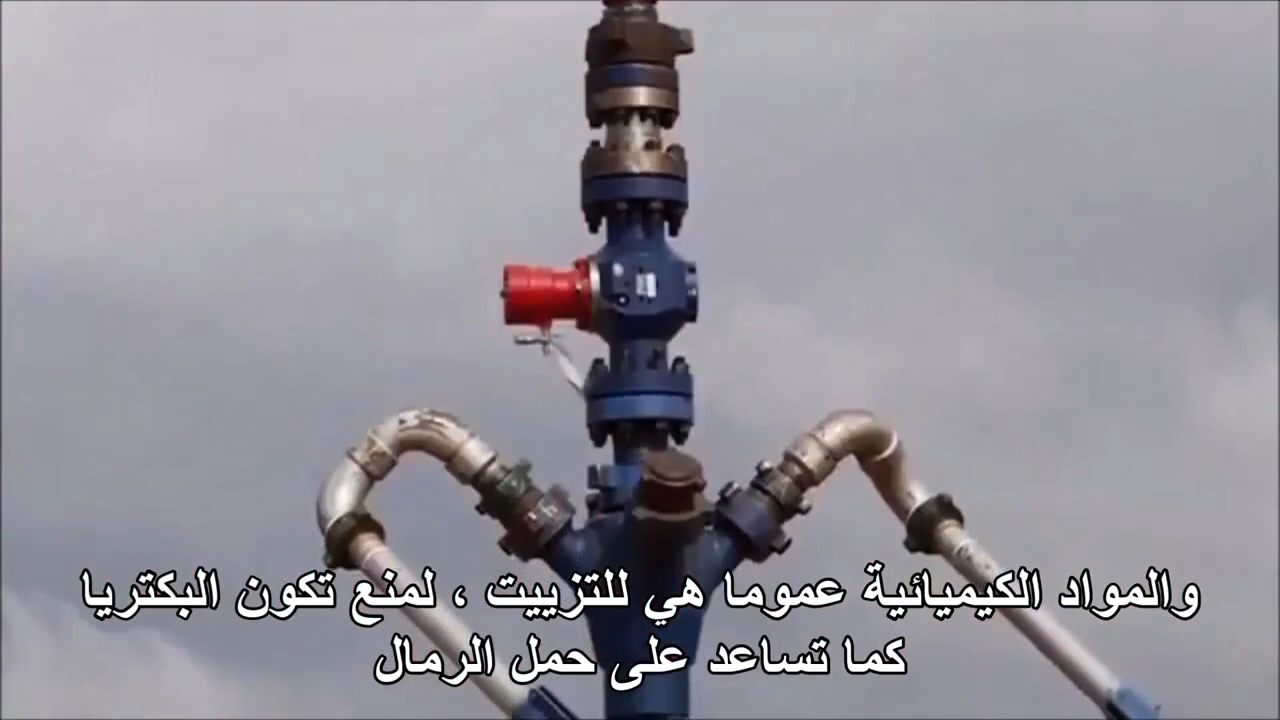 والمواد الكيميائية عموما هي للتزييت ، لمنع تكون البكتريا
كما تساعد على حمل الرمال